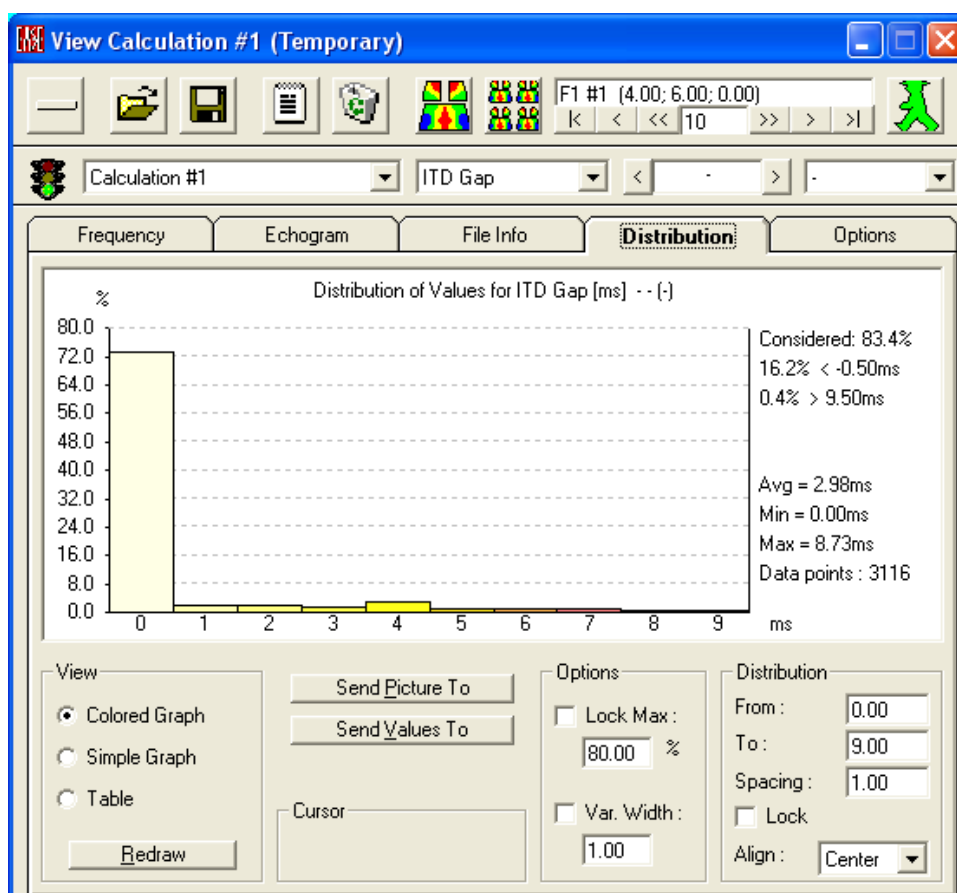 EASE View Calculation #1 (Temporary)
F1 #1 (4.00; 6.00; 0.00)
|< < << 10 >> > >|
Calculation #1 ITD Gap < - > -
Frequency Echogram File Info Distribution Options
Distribution of Values for ITD Gap [ms] - - (-)
%
80.0
72.0
64.0
56.0
48.0
40.0
32.0
24.0
16.0
8.0
0.0
0 1 2 3 4 5 6 7 8 9 ms
Considered: 83.4%
16.2% < -0.50ms
0.4% > 9.50ms
Avg = 2.98ms
Min = 0.00ms
Max = 8.73ms
Data points : 3116
View
Colored Graph
Simple Graph
Table
Redraw
Send Picture To
Send Values To
Cursor
Options
Lock Max :
80.00 %
Var. Width :
1.00
Distribution
From : 0.00
To : 9.00
Spacing : 1.00
Lock
Align : Center